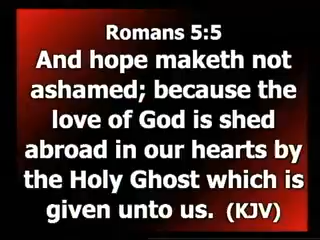 Romans 5:5
And hope maketh not
ashamed; because the
love of God is shed
abroad in our hearts by
the Holy Ghost which is
given unto us. (KJV)